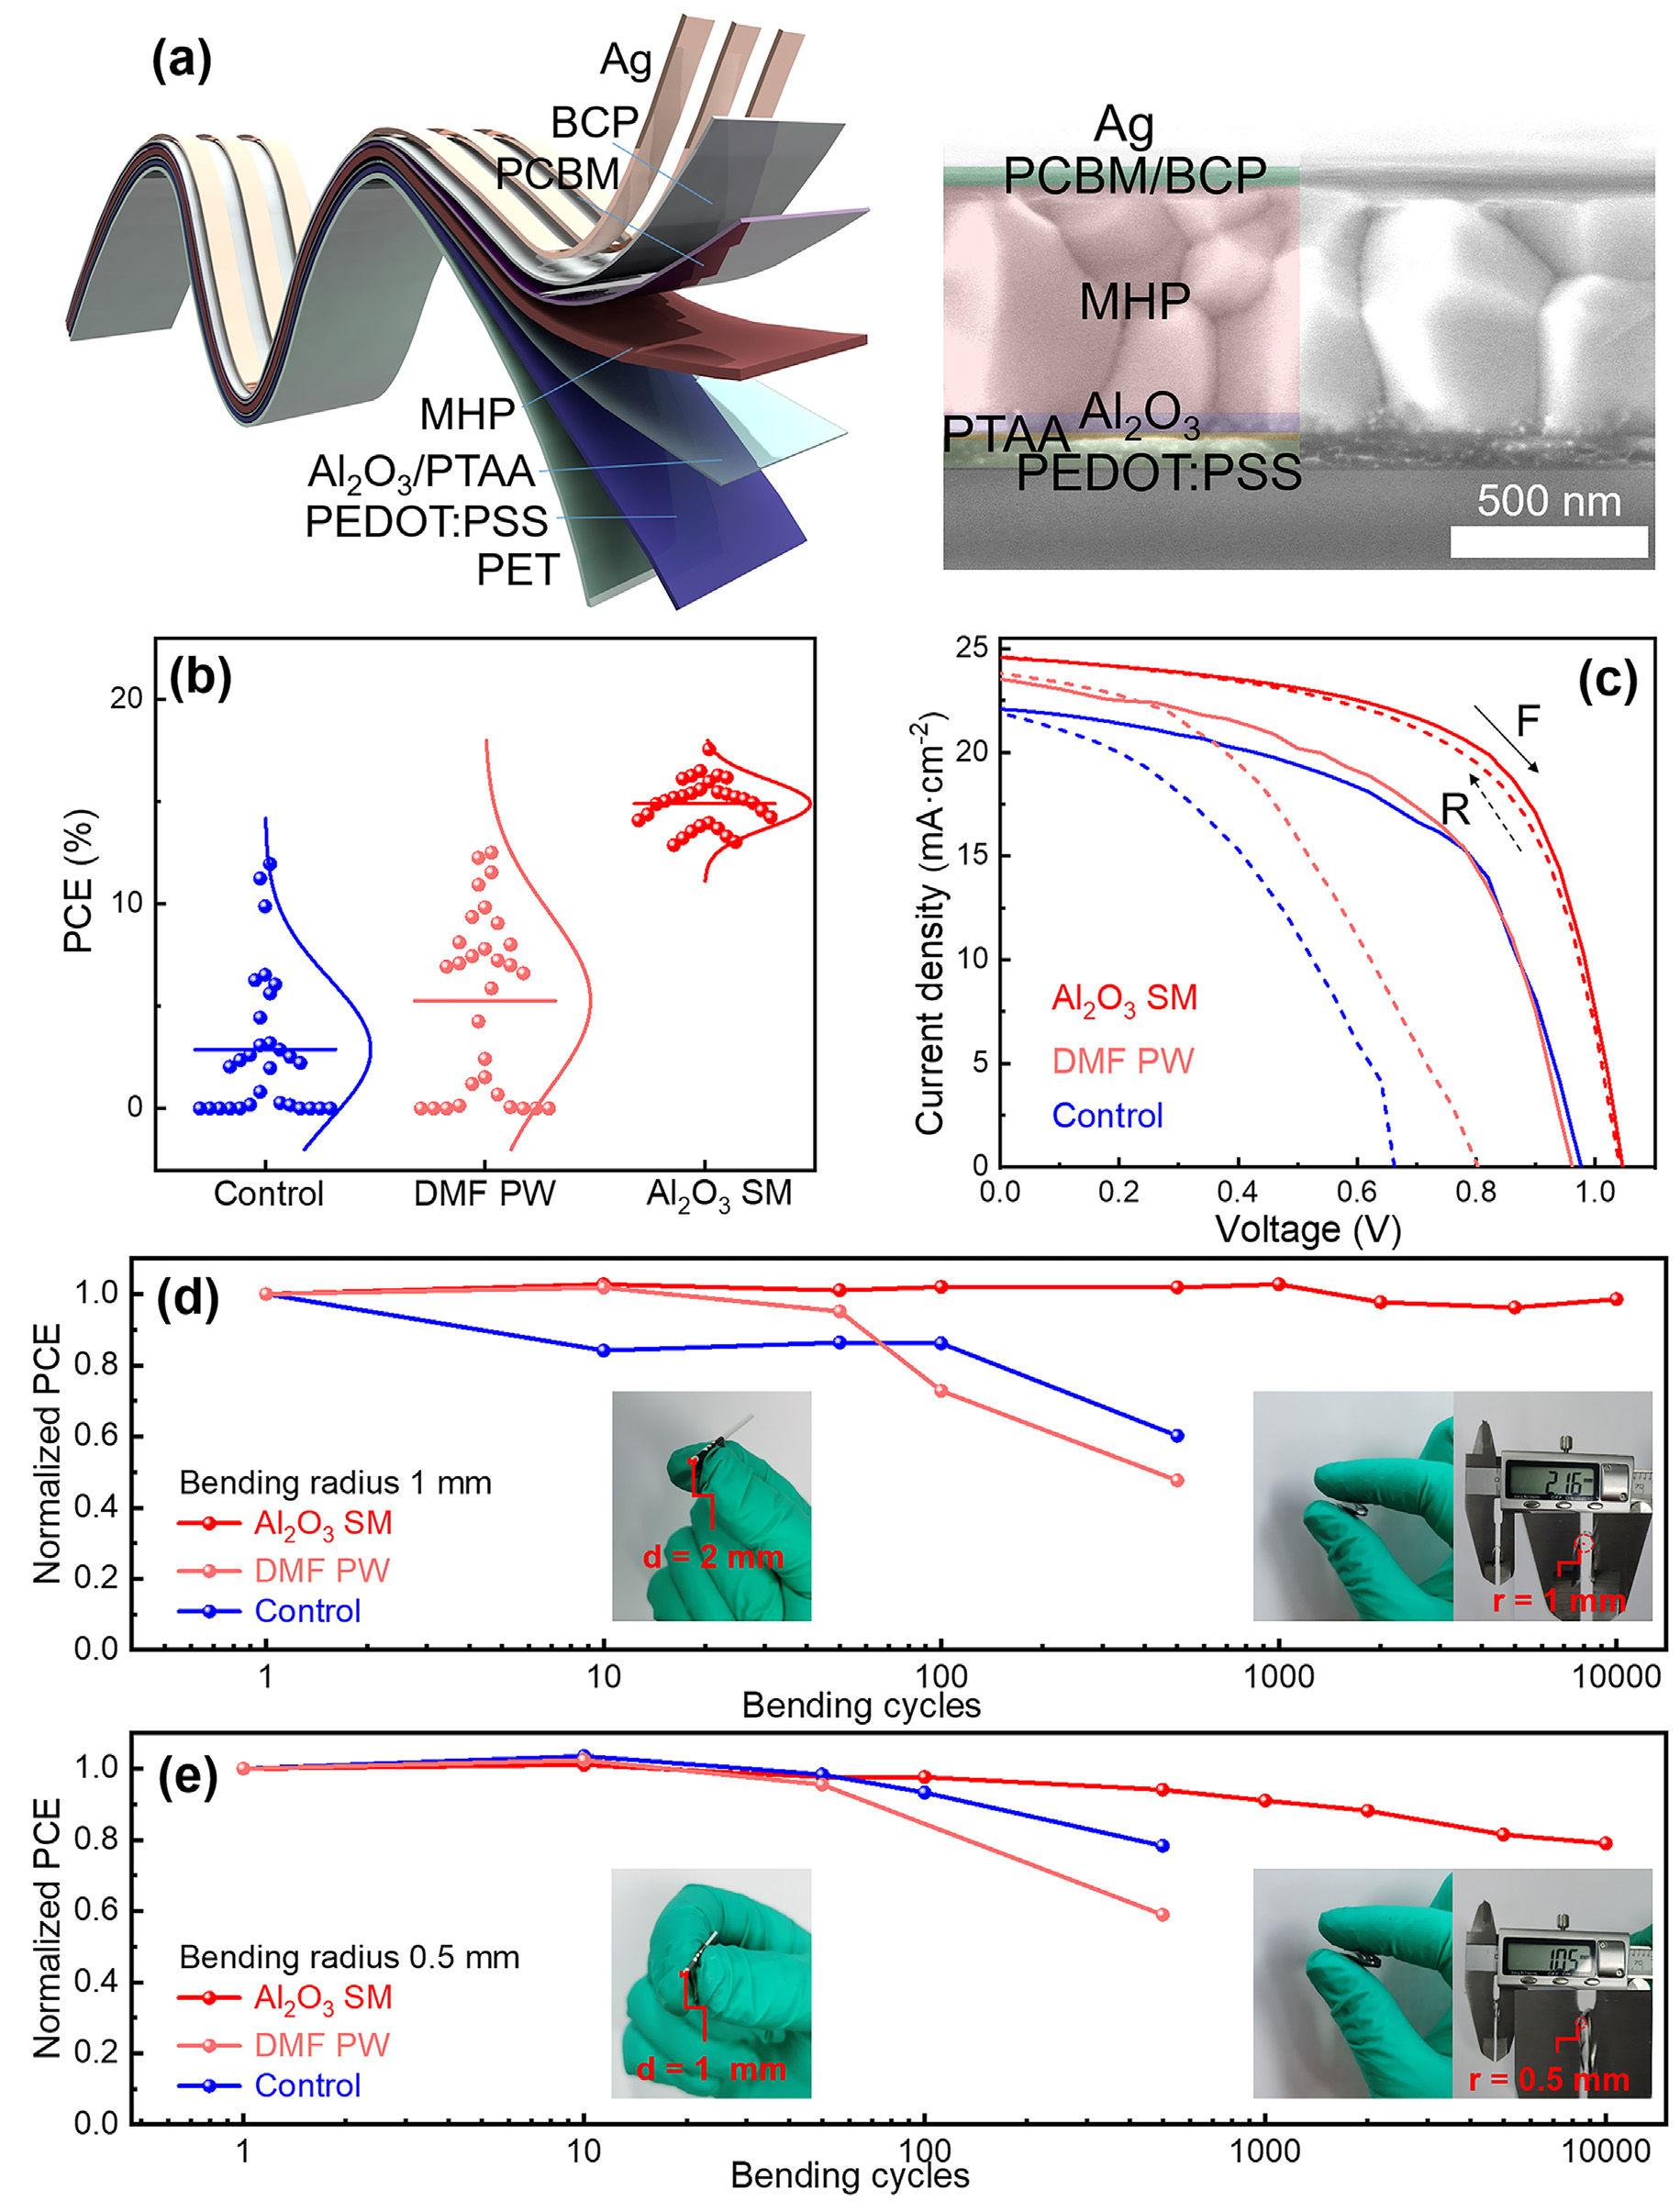 (a)
Ag
BCP
PCBM
MHP
Al₂O₃/PTAA
PEDOT:PSS
PET
Ag
PCBM/BCP
MHP
Al₂O₃
PTAA
PEDOT:PSS
500 nm
(b)
PCE (%)
20
10
0
Control
DMF PW
Al₂O₃ SM
(c)
Current density (mA·cm⁻²)
25
20
15
10
5
0
F
R
Al₂O₃ SM
DMF PW
Control
0.0 0.2 0.4 0.6 0.8 1.0
Voltage (V)
(d)
Normalized PCE
1.0
0.8
0.6
0.4
0.2
0.0
Bending radius 1 mm
Al₂O₃ SM
DMF PW
Control
d = 2 mm
2.16
r = 1 mm
1 10 100 1000 10000
Bending cycles
(e)
Normalized PCE
1.0
0.8
0.6
0.4
0.2
0.0
Bending radius 0.5 mm
Al₂O₃ SM
DMF PW
Control
d = 1 mm
1.05
r = 0.5 mm
1 10 100 1000 10000
Bending cycles